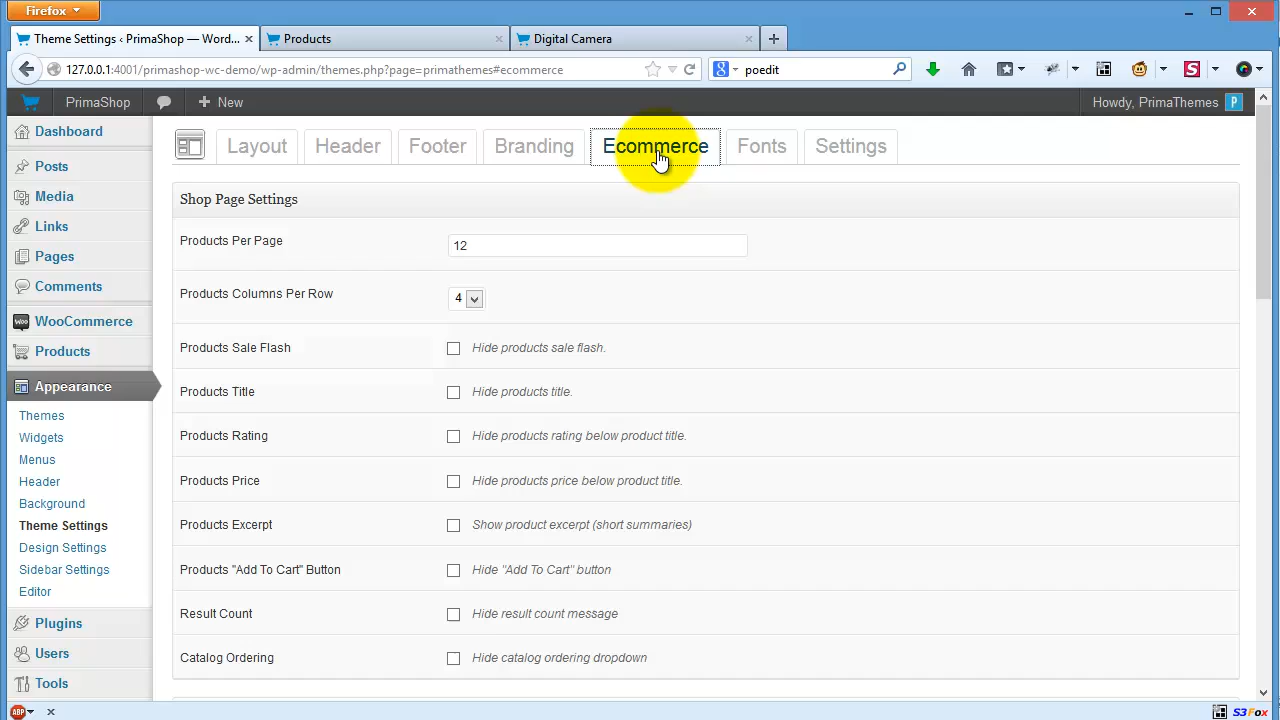 Firefox
Theme Settings ‹ PrimaShop — Word...
Products
Digital Camera
127.0.0.1:4001/primashop-wc-demo/wp-admin/themes.php?page=primathemes#ecommerce
poedit
PrimaShop
New
Howdy, PrimaThemes
Dashboard
Posts
Media
Links
Pages
Comments
WooCommerce
Products
Appearance
Themes
Widgets
Menus
Header
Background
Theme Settings
Design Settings
Sidebar Settings
Editor
Plugins
Users
Tools
Layout
Header
Footer
Branding
Ecommerce
Fonts
Settings
Shop Page Settings
Products Per Page
12
Products Columns Per Row
4
Products Sale Flash
Hide products sale flash.
Products Title
Hide products title.
Products Rating
Hide products rating below product title.
Products Price
Hide products price below product title.
Products Excerpt
Show product excerpt (short summaries)
Products "Add To Cart" Button
Hide "Add To Cart" button
Result Count
Hide result count message
Catalog Ordering
Hide catalog ordering dropdown
ABP
S3Fox